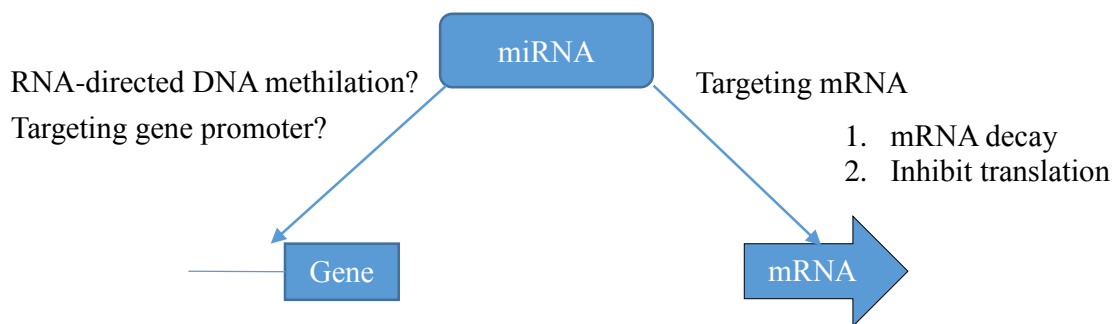 miRNA
RNA-directed DNA methilation?
Targeting gene promoter?
Targeting mRNA
1. mRNA decay
2. Inhibit translation
Gene
mRNA